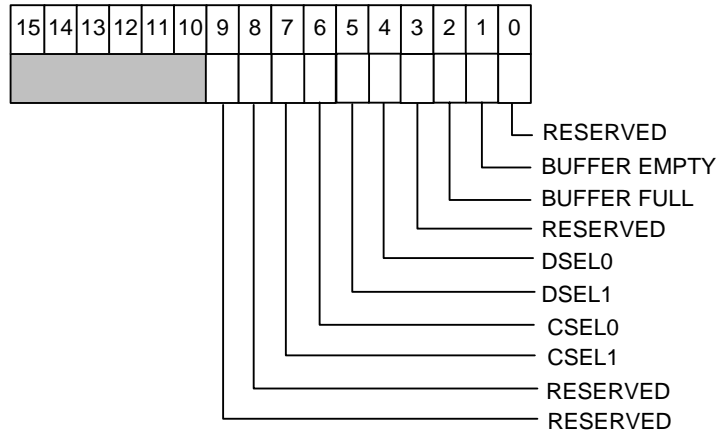 15 14 13 12 11 10 9 8 7 6 5 4 3 2 1 0
RESERVED
BUFFER EMPTY
BUFFER FULL
RESERVED
DSEL0
DSEL1
CSEL0
CSEL1
RESERVED
RESERVED